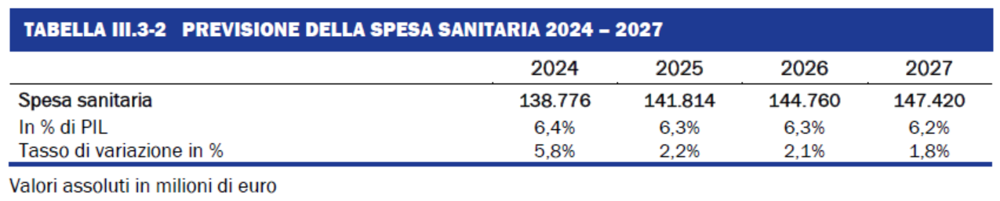 TABELLA III.3-2 PREVISIONE DELLA SPESA SANITARIA 2024 – 2027
2024 2025 2026 2027
Spesa sanitaria 138.776 141.814 144.760 147.420
In % di PIL 6,4% 6,3% 6,3% 6,2%
Tasso di variazione in % 5,8% 2,2% 2,1% 1,8%
Valori assoluti in milioni di euro